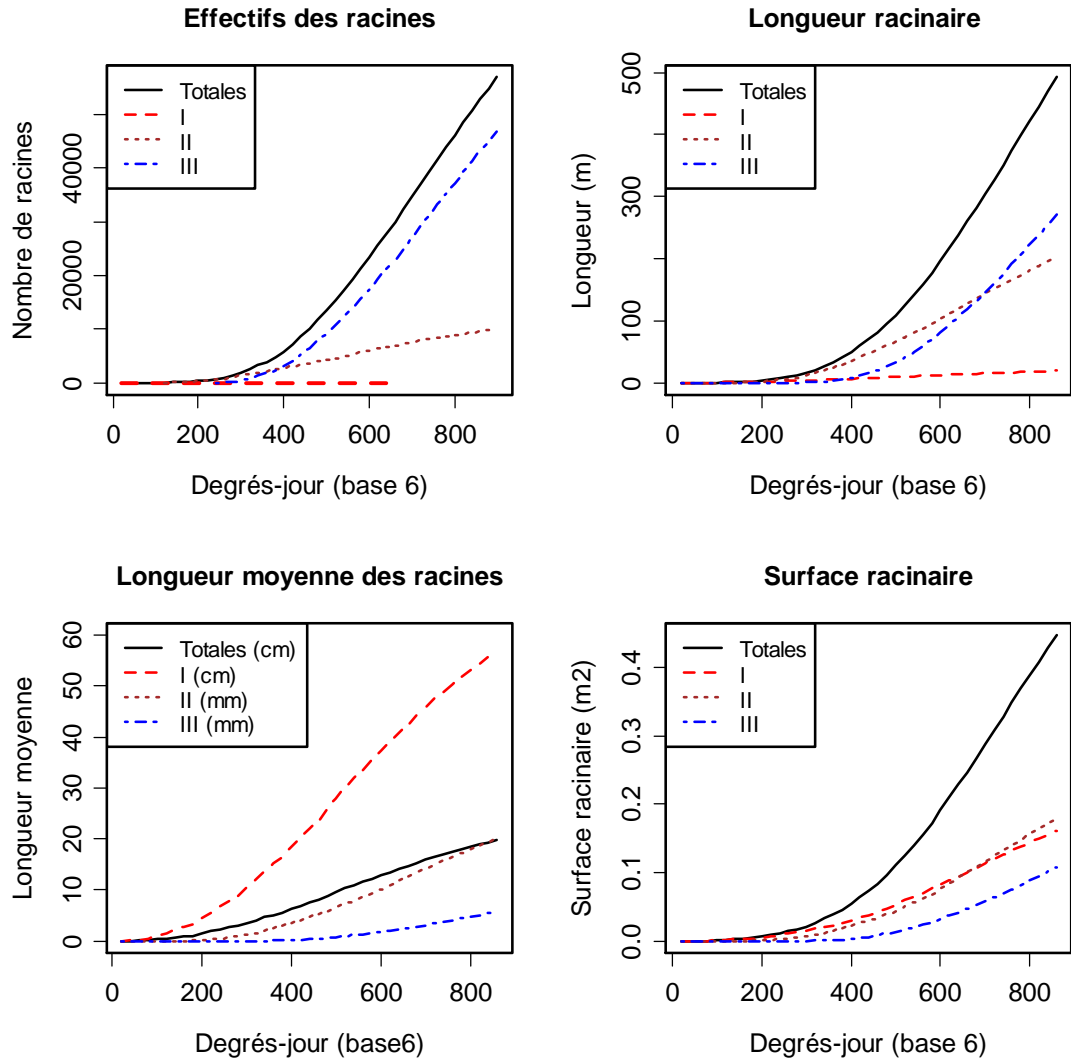 Effectifs des racines
Totales
I
II
III
Nombre de racines
0 20000 40000
0 200 400 600 800
Degrés-jour (base 6)
Longueur racinaire
Totales
I
II
III
Longueur (m)
0 100 300 500
0 200 400 600 800
Degrés-jour (base 6)
Longueur moyenne des racines
Totales (cm)
I (cm)
II (mm)
III (mm)
Longueur moyenne
0 10 20 30 40 50 60
0 200 400 600 800
Degrés-jour (base6)
Surface racinaire
Totales
I
II
III
Surface racinaire (m2)
0.0 0.1 0.2 0.3 0.4
0 200 400 600 800
Degrés-jour (base 6)